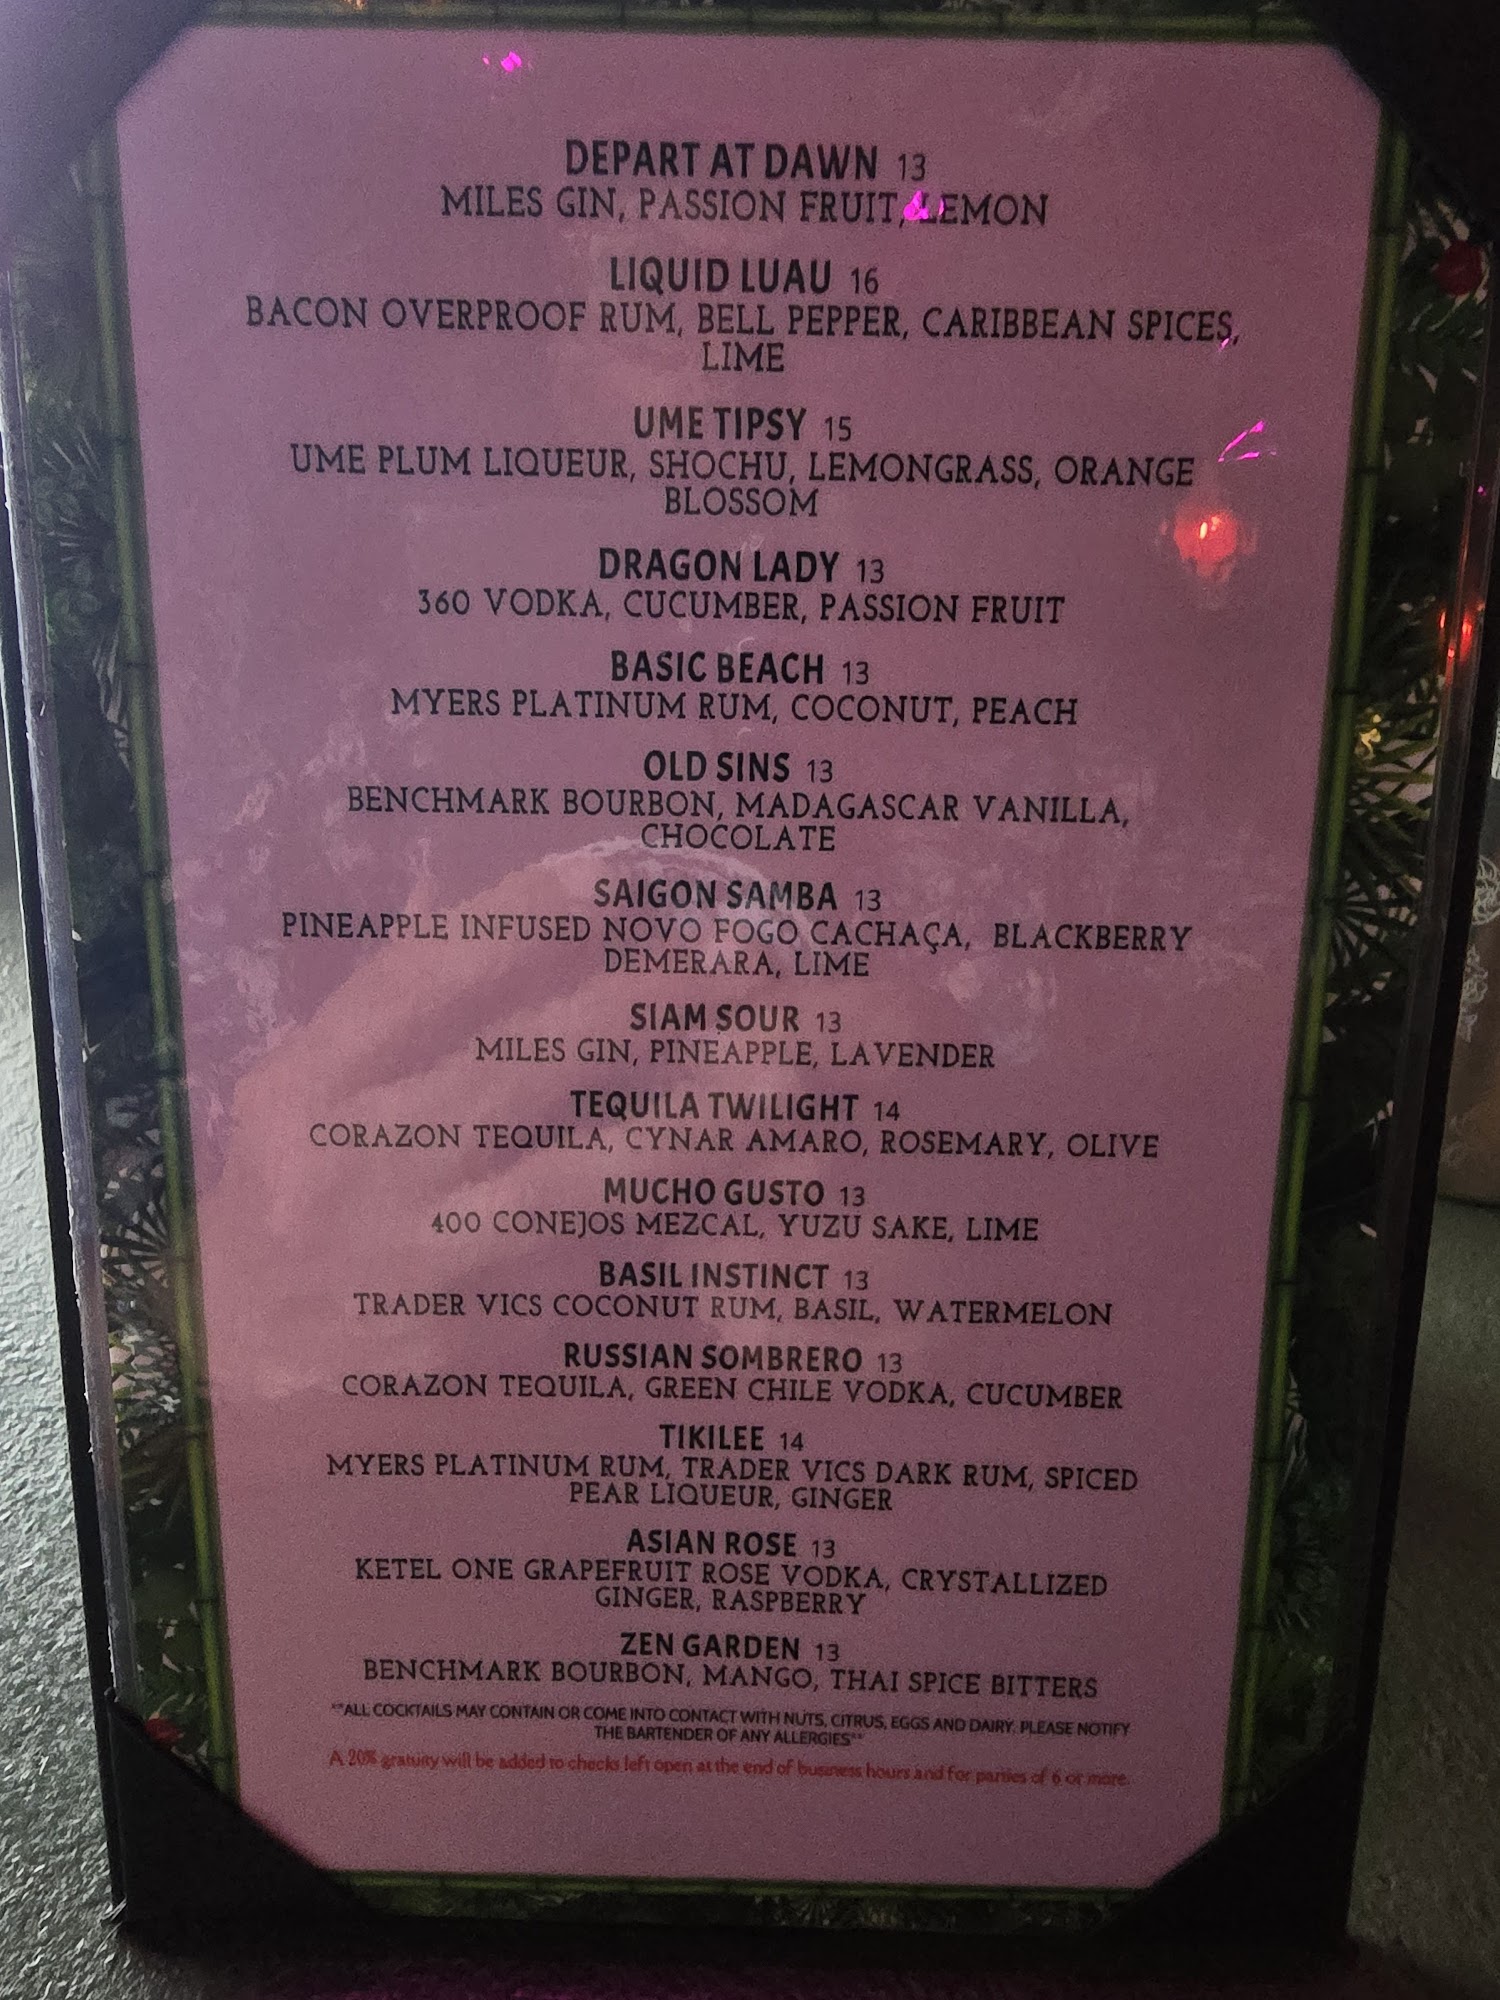 DEPART AT DAWN 13
MILES GIN, PASSION FRUIT, LEMON
LIQUID LUAU 16
BACON OVERPROOF RUM, BELL PEPPER, CARIBBEAN SPICES,
LIME
UME TIPSY 15
UME PLUM LIQUEUR, SHOCHU, LEMONGRASS, ORANGE
BLOSSOM
DRAGON LADY 13
360 VODKA, CUCUMBER, PASSION FRUIT
BASIC BEACH 13
MYERS PLATINUM RUM, COCONUT, PEACH
OLD SINS 13
BENCHMARK BOURBON, MADAGASCAR VANILLA,
CHOCOLATE
SAIGON SAMBA 13
PINEAPPLE INFUSED NOVO FOGO CACHAÇA, BLACKBERRY
DEMERARA, LIME
SIAM SOUR 13
MILES GIN, PINEAPPLE, LAVENDER
TEQUILA TWILIGHT 14
CORAZON TEQUILA, CYNAR AMARO, ROSEMARY, OLIVE
MUCHO GUSTO 13
400 CONEJOS MEZCAL, YUZU SAKE, LIME
BASIL INSTINCT 13
TRADER VICS COCONUT RUM, BASIL, WATERMELON
RUSSIAN SOMBRERO 13
CORAZON TEQUILA, GREEN CHILE VODKA, CUCUMBER
TIKILEE 14
MYERS PLATINUM RUM, TRADER VICS DARK RUM, SPICED
PEAR LIQUEUR, GINGER
ASIAN ROSE 13
KETEL ONE GRAPEFRUIT ROSE VODKA, CRYSTALLIZED
GINGER, RASPBERRY
ZEN GARDEN 13
BENCHMARK BOURBON, MANGO, THAI SPICE BITTERS
**ALL COCKTAILS MAY CONTAIN OR COME INTO CONTACT WITH NUTS, CITRUS, EGGS AND DAIRY. PLEASE NOTIFY
THE BARTENDER OF ANY ALLERGIES**
A 20% gratuity will be added to checks left open at the end of business hours and for parties of 6 or more.